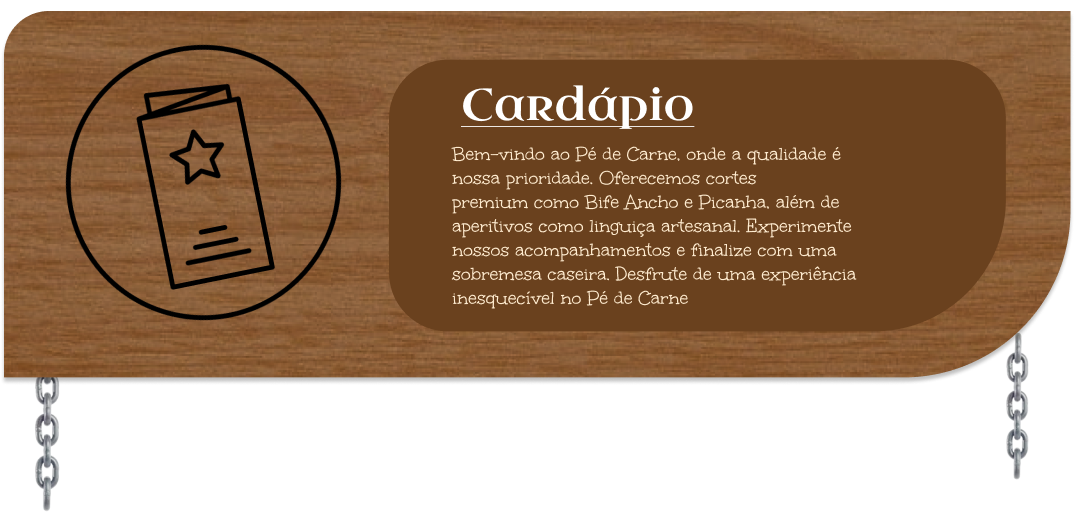 Cardápio
Bem-vindo ao Pé de Carne, onde a qualidade é
nossa prioridade. Oferecemos cortes
premium como Bife Ancho e Picanha, além de
aperitivos como linguiça artesanal. Experimente
nossos acompanhamentos e finalize com uma
sobremesa caseira. Desfrute de uma experiência
inesquecível no Pé de Carne